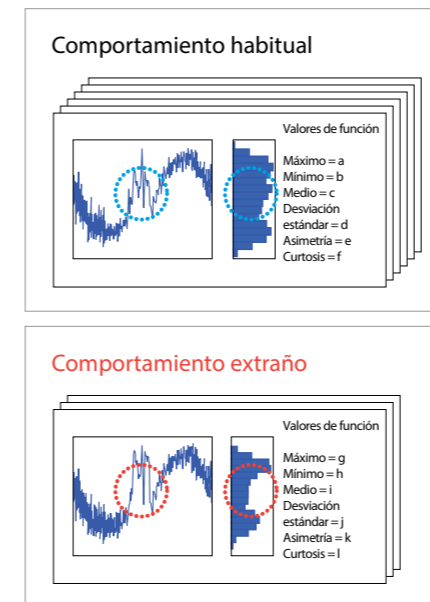 Comportamiento habitual
Valores de función
Máximo = a
Mínimo = b
Medio = c
Desviación
estándar = d
Asimetría = e
Curtosis = f
Comportamiento extraño
Valores de función
Máximo = g
Mínimo = h
Medio = i
Desviación
estándar = j
Asimetría = k
Curtosis = l